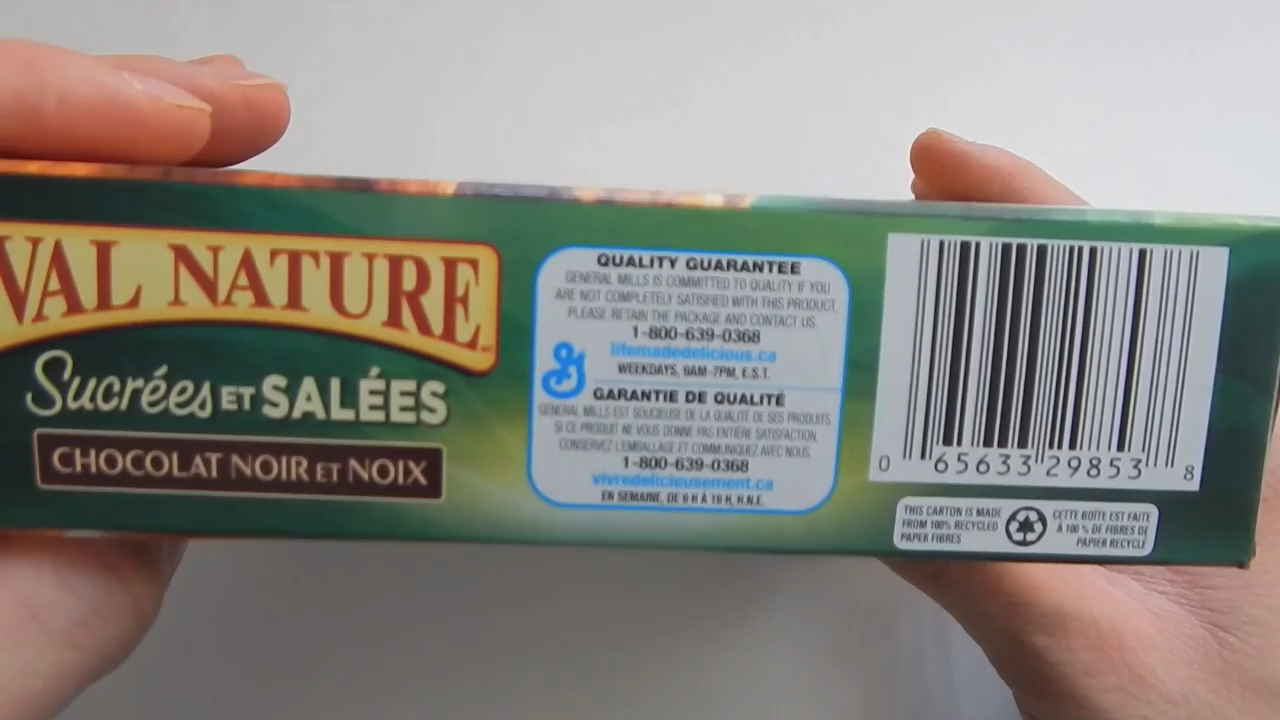 VAL NATURE
Sucrées ET SALÉES
CHOCOLAT NOIR ET NOIX
QUALITY GUARANTEE
GENERAL MILLS IS COMMITTED TO QUALITY. IF YOU
ARE NOT COMPLETELY SATISFIED WITH THIS PRODUCT,
PLEASE RETAIN THE PACKAGE AND CONTACT US.
1-800-639-0368
lifemadedelicious.ca
WEEKDAYS, 9AM-7PM, E.S.T.
GARANTIE DE QUALITÉ
GENERAL MILLS EST SOUCIEUSE DE LA QUALITÉ DE SES PRODUITS.
SI CE PRODUIT NE VOUS DONNE PAS ENTIÈRE SATISFACTION,
CONSERVEZ L'EMBALLAGE ET COMMUNIQUEZ AVEC NOUS.
1-800-639-0368
vivredelicieusement.ca
EN SEMAINE, DE 9 H À 19 H, H.N.E.
0 65633 29853 8
THIS CARTON IS MADE
FROM 100% RECYCLED
PAPER FIBRES
CETTE BOÎTE EST FAITE
À 100 % DE FIBRES DE
PAPIER RECYCLÉ